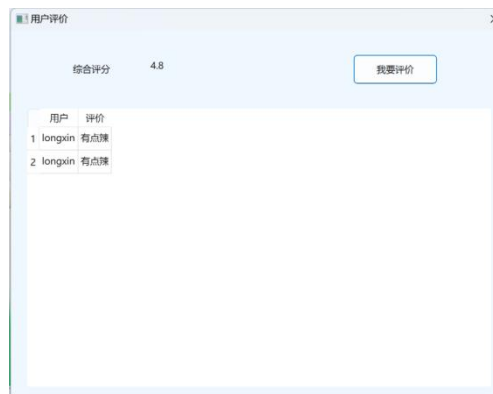 用户评价
综合评分 4.8 我要评价
用户 评价
1 longxin 有点辣
2 longxin 有点辣